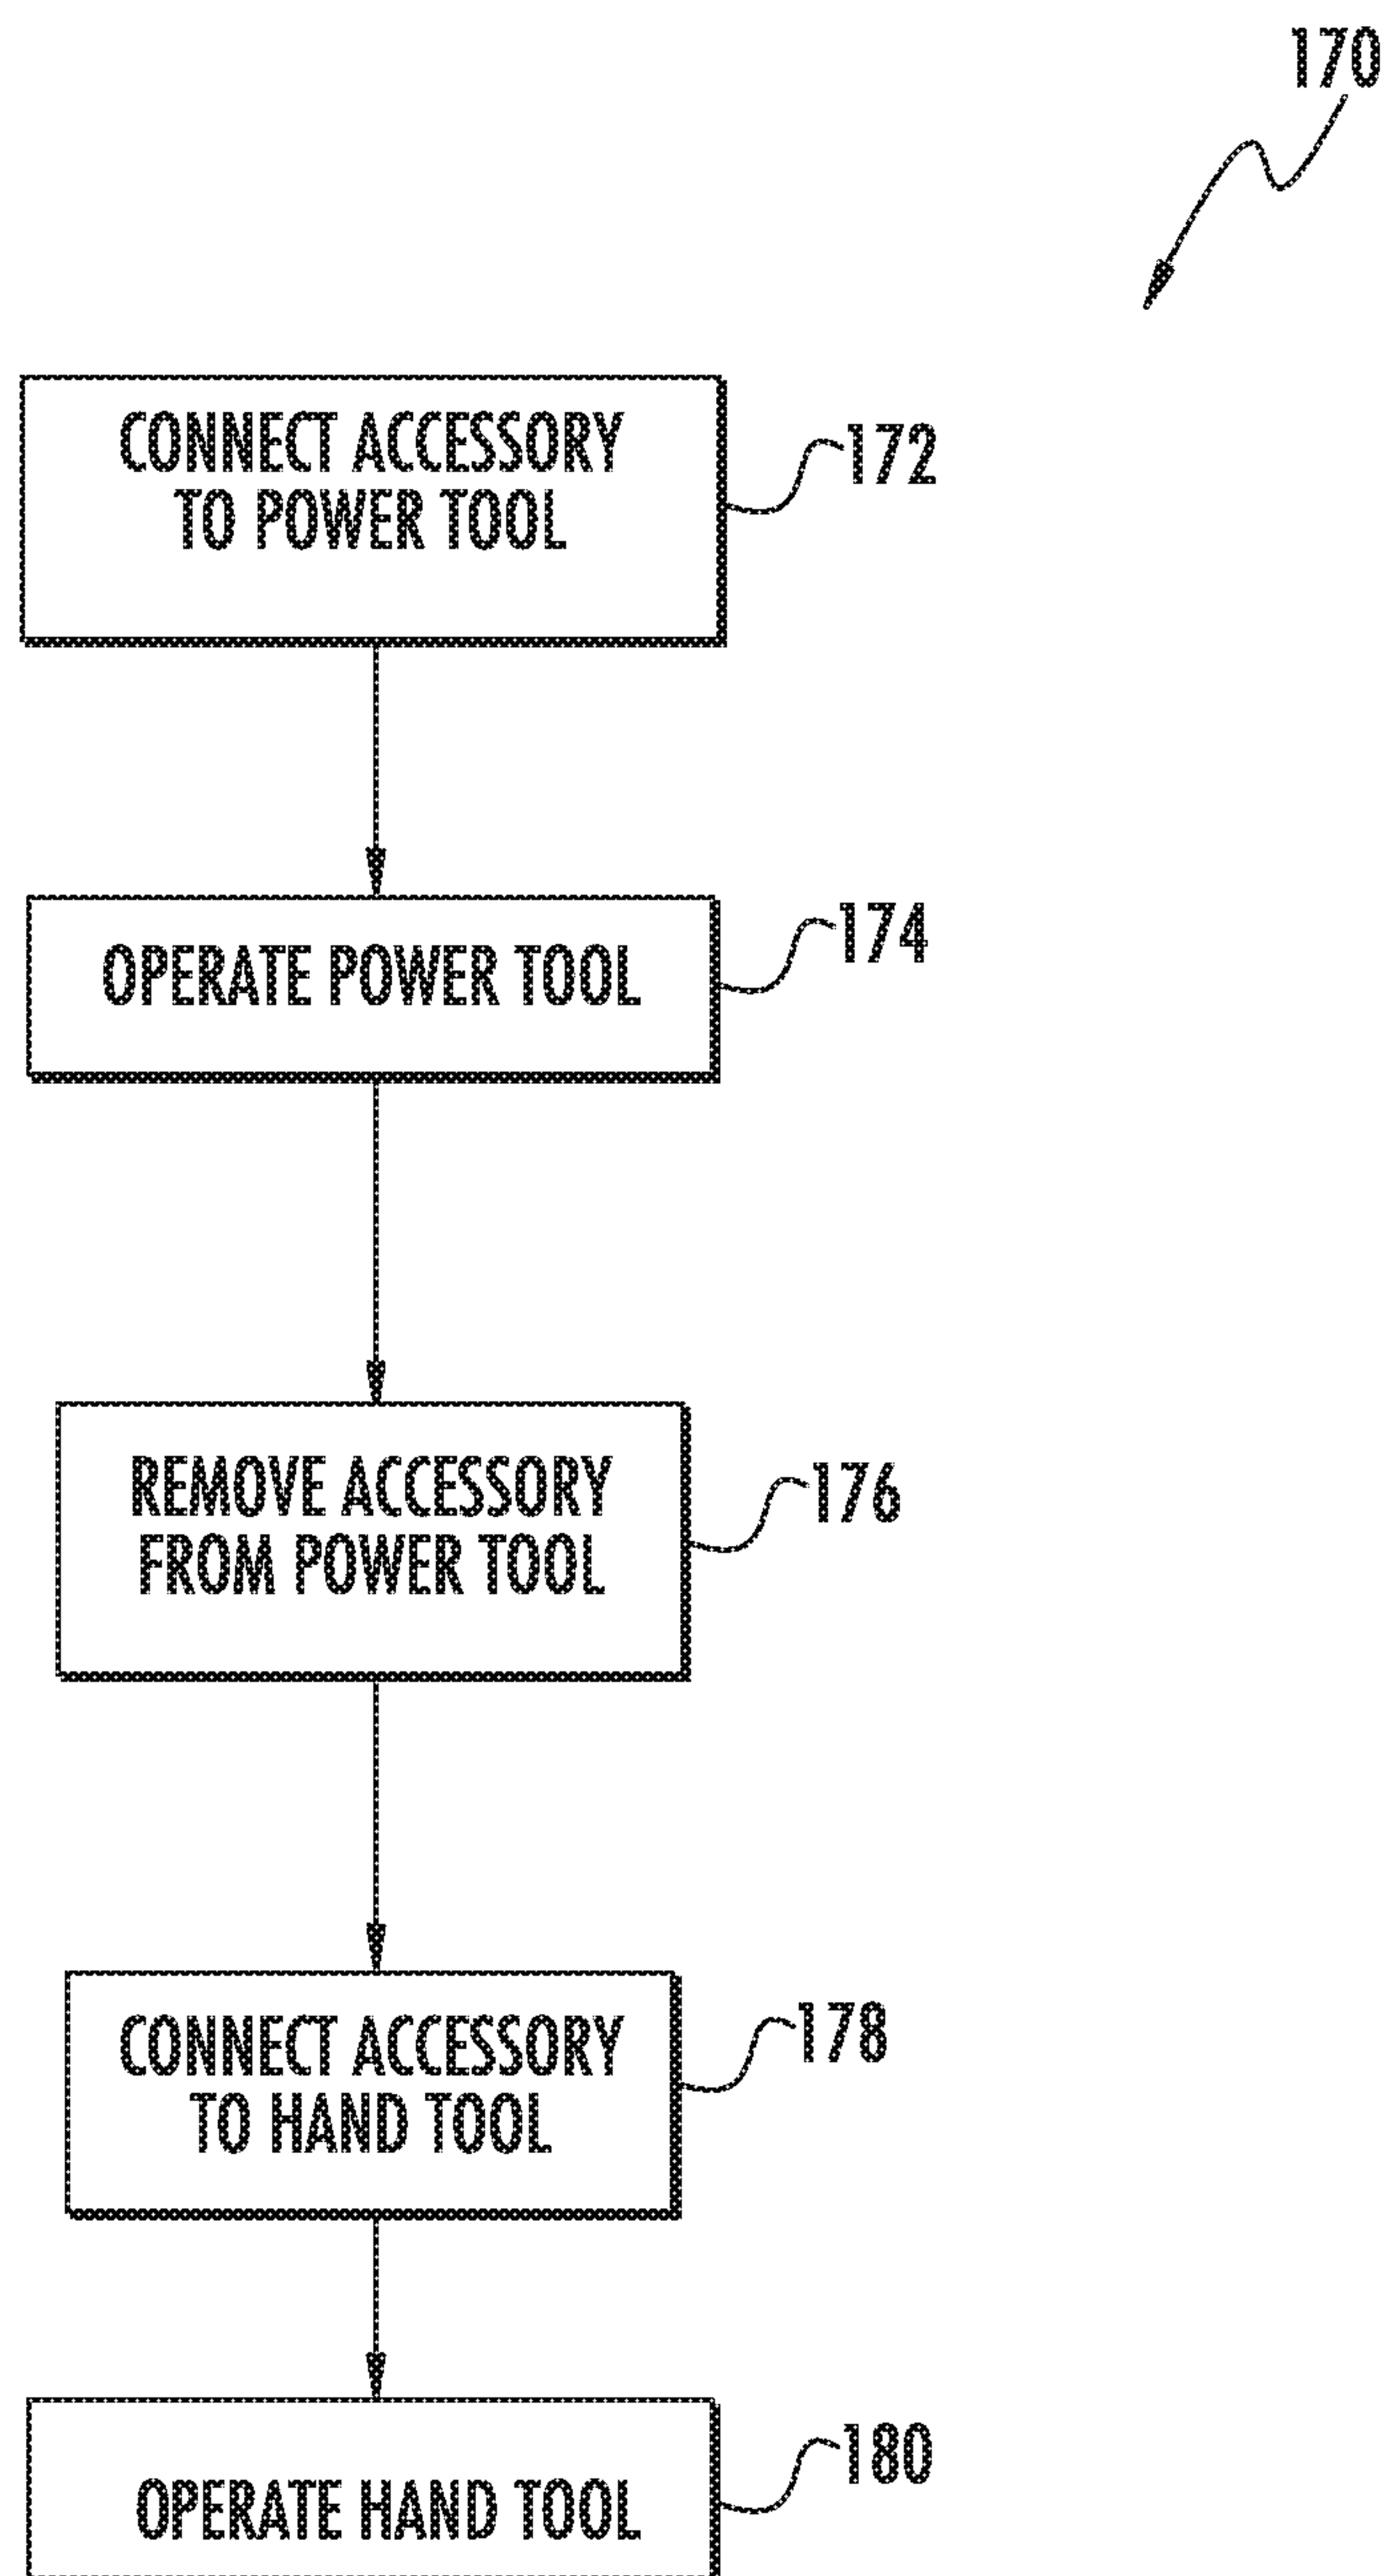 170
CONNECT ACCESSORY
TO POWER TOOL
172
OPERATE POWER TOOL
174
REMOVE ACCESSORY
FROM POWER TOOL
176
CONNECT ACCESSORY
TO HAND TOOL
178
OPERATE HAND TOOL
180